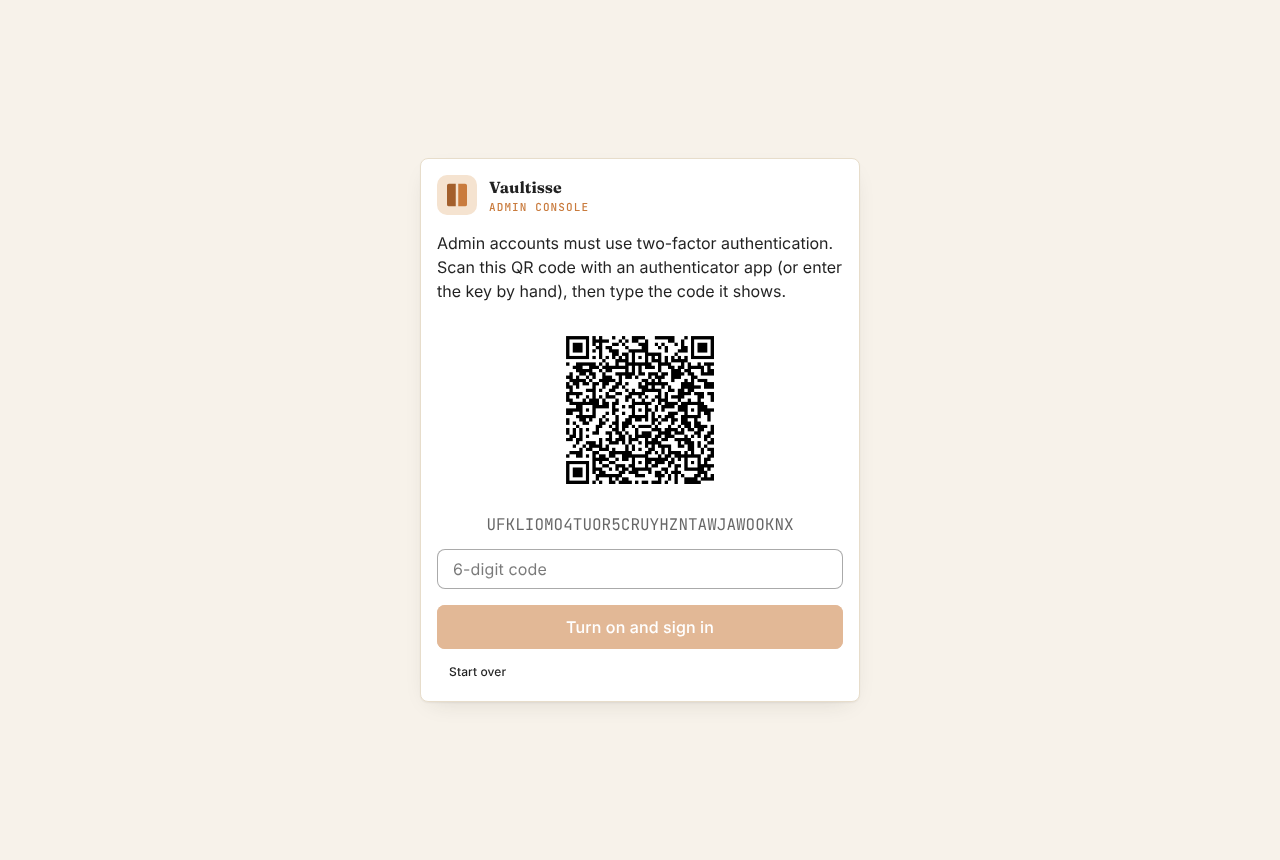 Vaultisse
ADMIN CONSOLE
Admin accounts must use two-factor authentication.
Scan this QR code with an authenticator app (or enter
the key by hand), then type the code it shows.
UFKLIOMO4TUOR5CRUYHZNTAWJAWOOKNX
6-digit code
Turn on and sign in
Start over